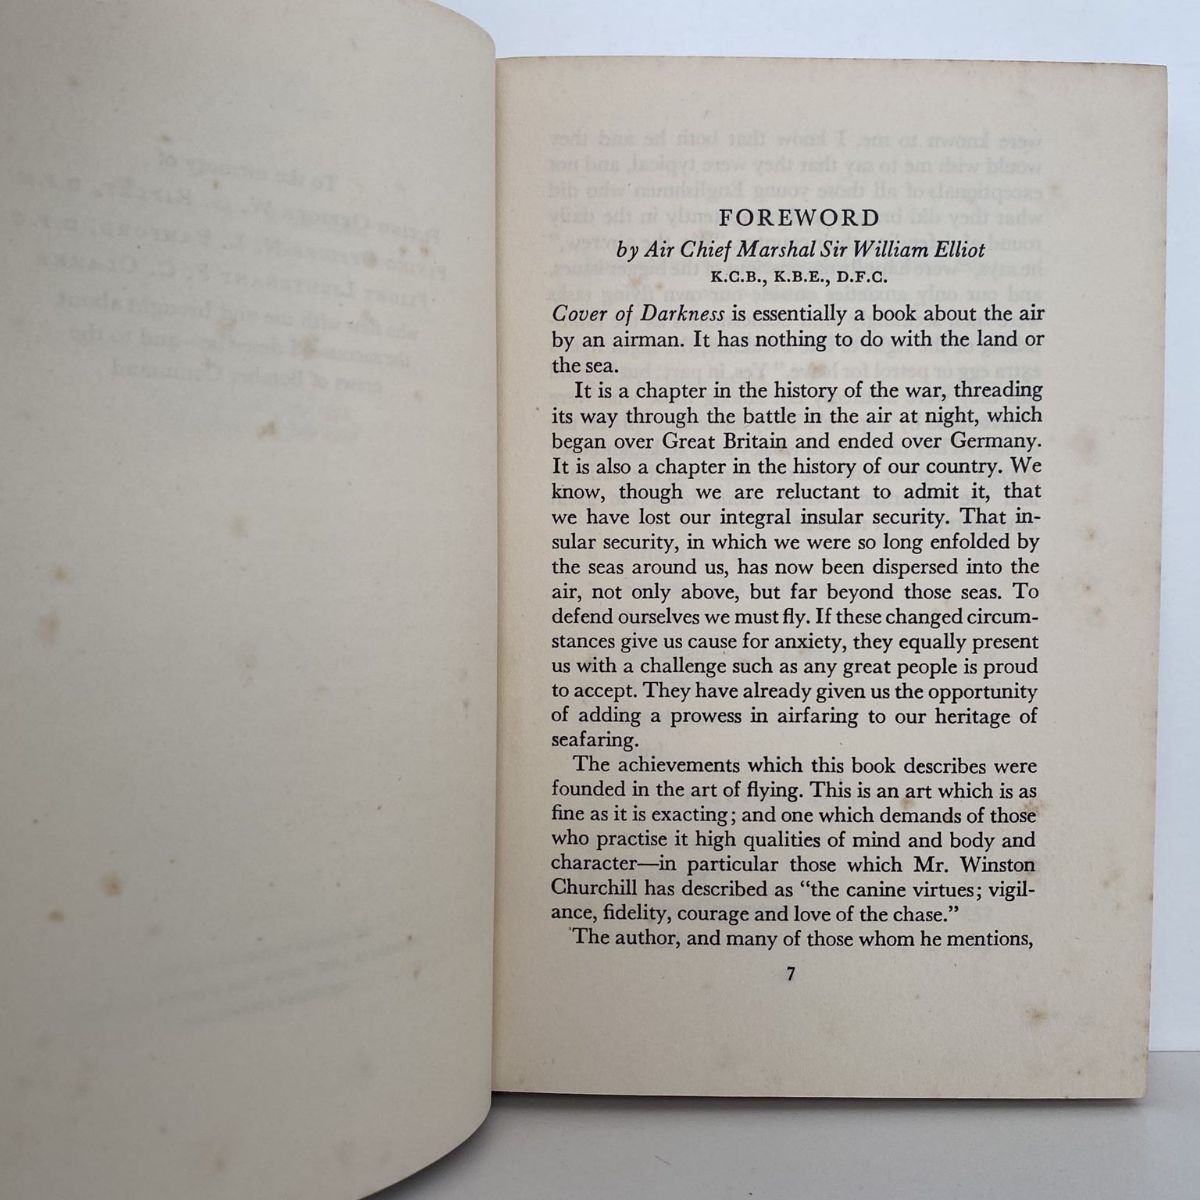 FOREWORD
by Air Chief Marshal Sir William Elliot
K.C.B., K.B.E., D.F.C.
Cover of Darkness is essentially a book about the air
by an airman. It has nothing to do with the land or
the sea.
It is a chapter in the history of the war, threading
its way through the battle in the air at night, which
began over Great Britain and ended over Germany.
It is also a chapter in the history of our country. We
know, though we are reluctant to admit it, that
we have lost our integral insular security. That in-
sular security, in which we were so long enfolded by
the seas around us, has now been dispersed into the
air, not only above, but far beyond those seas. To
defend ourselves we must fly. If these changed circum-
stances give us cause for anxiety, they equally present
us with a challenge such as any great people is proud
to accept. They have already given us the opportunity
of adding a prowess in airfaring to our heritage of
seafaring.
The achievements which this book describes were
founded in the art of flying. This is an art which is as
fine as it is exacting; and one which demands of those
who practise it high qualities of mind and body and
character—in particular those which Mr. Winston
Churchill has described as “the canine virtues; vigil-
ance, fidelity, courage and love of the chase.”
The author, and many of those whom he mentions,
7